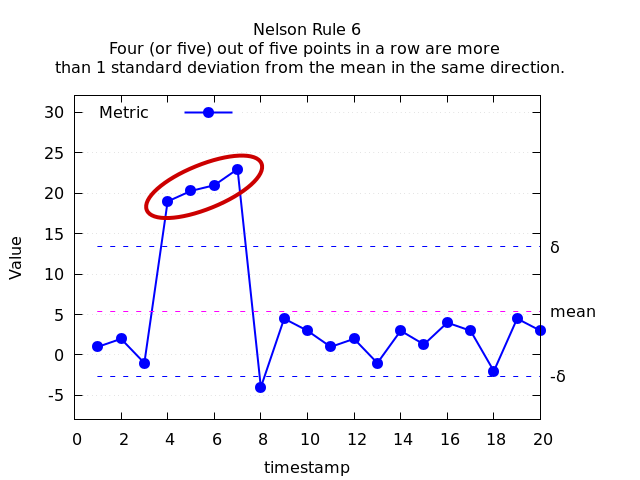 Nelson Rule 6
Four (or five) out of five points in a row are more
than 1 standard deviation from the mean in the same direction.
30
Metric
25
20
15
δ
10
5
mean
0
-5
-δ
0 2 4 6 8 10 12 14 16 18 20
Value
timestamp